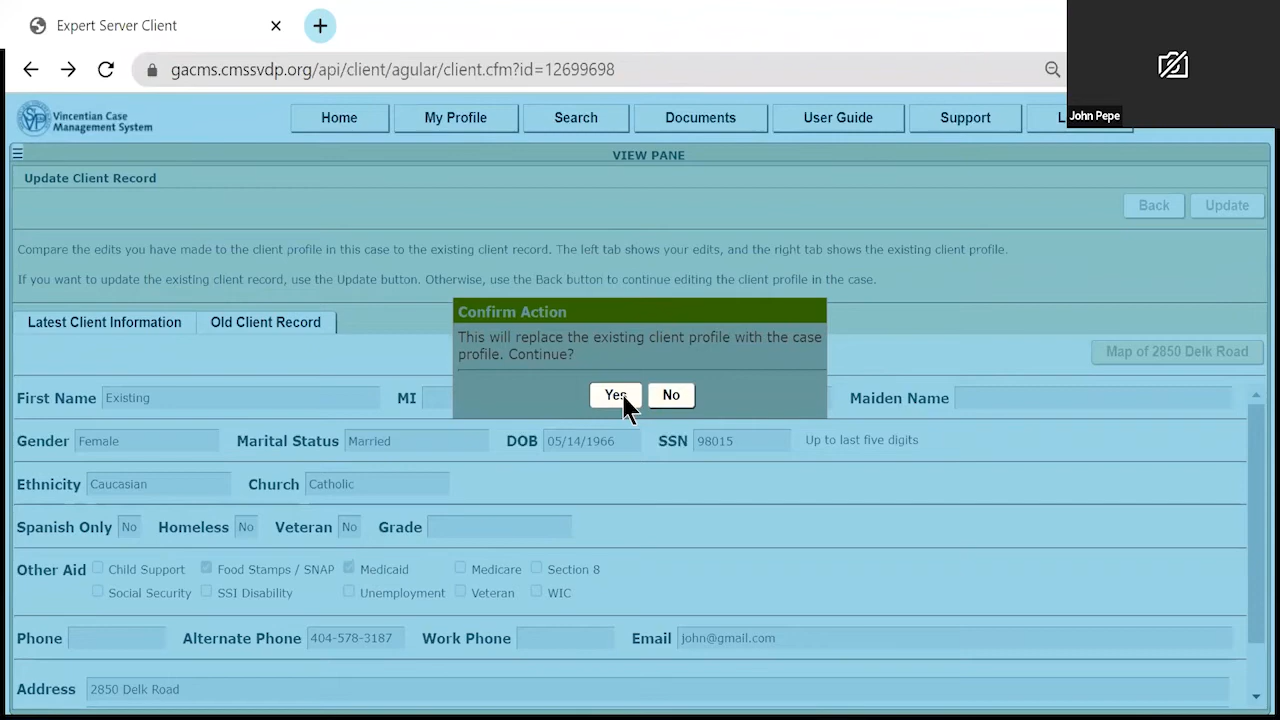 Expert Server Client
gacms.cmssvdp.org/api/client/agular/client.cfm?id=12699698
John Pepe
SVDP
Vincentian Case
Management System
Home
My Profile
Search
Documents
User Guide
Support
L
VIEW PANE
Update Client Record
Back
Update
Compare the edits you have made to the client profile in this case to the existing client record. The left tab shows your edits, and the right tab shows the existing client profile.
If you want to update the existing client record, use the Update button. Otherwise, use the Back button to continue editing the client profile in the case.
Latest Client Information
Old Client Record
Confirm Action
This will replace the existing client profile with the case
profile. Continue?
Yes
No
Map of 2850 Delk Road
First Name Existing MI Maiden Name
Gender Female Marital Status Married DOB 05/14/1966 SSN 98015 Up to last five digits
Ethnicity Caucasian Church Catholic
Spanish Only No Homeless No Veteran No Grade
Other Aid Child Support Food Stamps / SNAP Medicaid Medicare Section 8
Social Security SSI Disability Unemployment Veteran WIC
Phone Alternate Phone 404-578-3187 Work Phone Email john@gmail.com
Address 2850 Delk Road